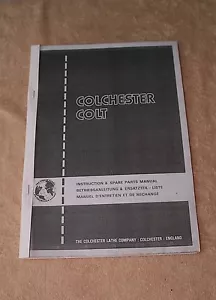 COLCHESTER
COLT
INSTRUCTION & SPARE PARTS MANUAL
BETRIEBSANLEITUNG & ERSATZTEIL - LISTE
MANUEL D'ENTRETIEN ET DE RECHANGE
THE COLCHESTER LATHE COMPANY COLCHESTER - ENGLAND